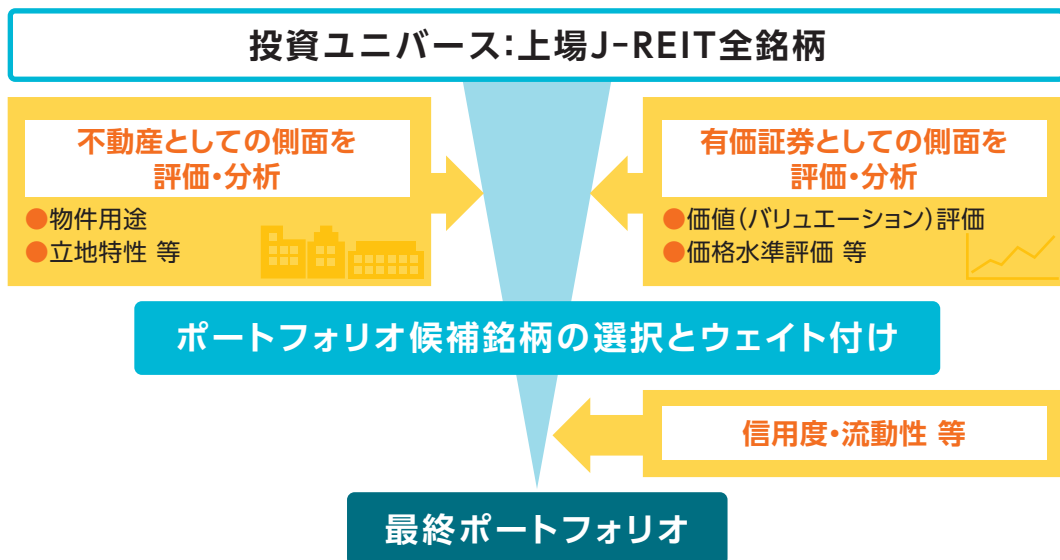 投資ユニバース:上場J-REIT全銘柄
不動産としての側面を
評価・分析
●物件用途
●立地特性 等
有価証券としての側面を
評価・分析
●価値(バリュエーション)評価
●価格水準評価 等
ポートフォリオ候補銘柄の選択とウェイト付け
信用度・流動性 等
最終ポートフォリオ